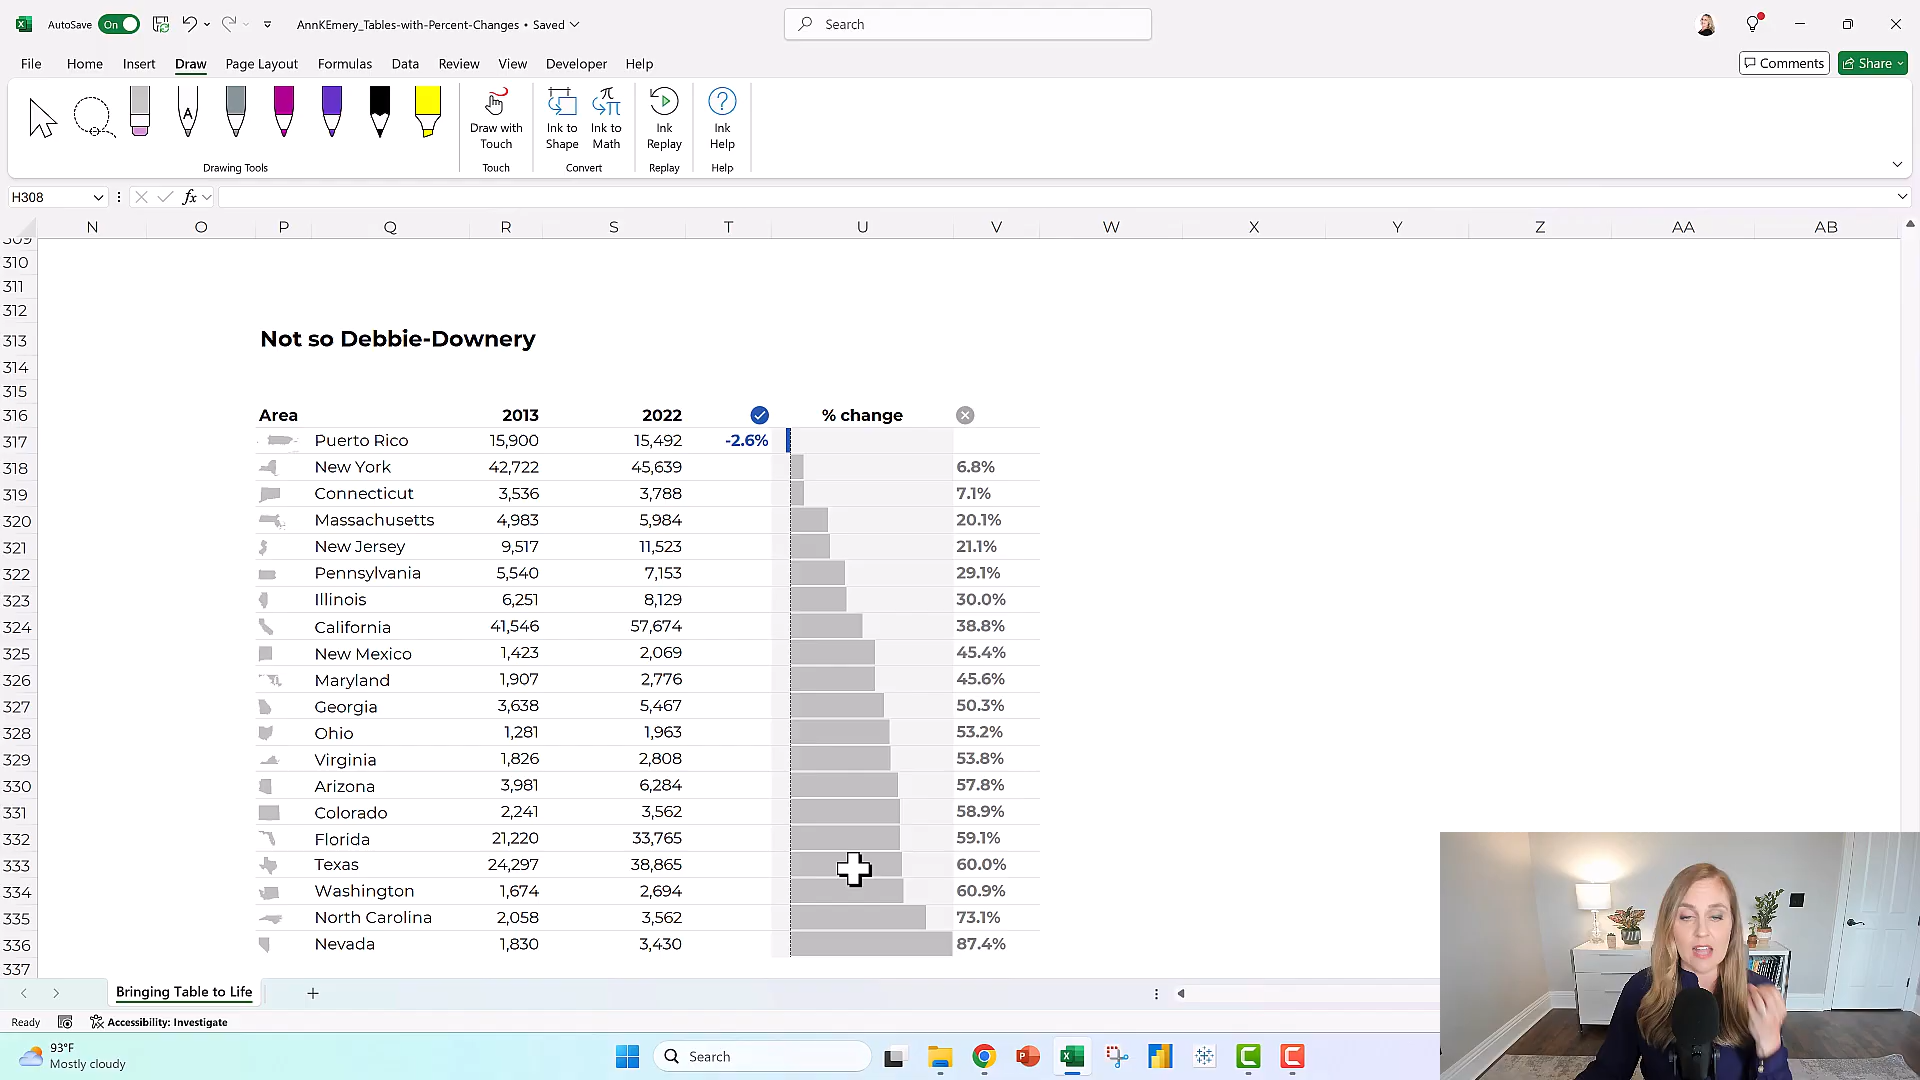 AutoSave On AnnKEmery_Tables-with-Percent-Changes • Saved Search
File Home Insert Draw Page Layout Formulas Data Review View Developer Help Comments Share
A
Draw with Touch
Ink to Shape
Ink to Math
Ink Replay
Ink Help
Drawing Tools Touch Convert Replay Help
H308 fx
N O P Q R S T U V W X Y Z AA AB
309
310
311
312
313 Not so Debbie-Downery
314
315
316 Area 2013 2022 % change
317 Puerto Rico 15,900 15,492 -2.6%
318 New York 42,722 45,639 6.8%
319 Connecticut 3,536 3,788 7.1%
320 Massachusetts 4,983 5,984 20.1%
321 New Jersey 9,517 11,523 21.1%
322 Pennsylvania 5,540 7,153 29.1%
323 Illinois 6,251 8,129 30.0%
324 California 41,546 57,674 38.8%
325 New Mexico 1,423 2,069 45.4%
326 Maryland 1,907 2,776 45.6%
327 Georgia 3,638 5,467 50.3%
328 Ohio 1,281 1,963 53.2%
329 Virginia 1,826 2,808 53.8%
330 Arizona 3,981 6,284 57.8%
331 Colorado 2,241 3,562 58.9%
332 Florida 21,220 33,765 59.1%
333 Texas 24,297 38,865 60.0%
334 Washington 1,674 2,694 60.9%
335 North Carolina 2,058 3,562 73.1%
336 Nevada 1,830 3,430 87.4%
337
Bringing Table to Life
Ready Accessibility: Investigate
93°F
Mostly cloudy
Search